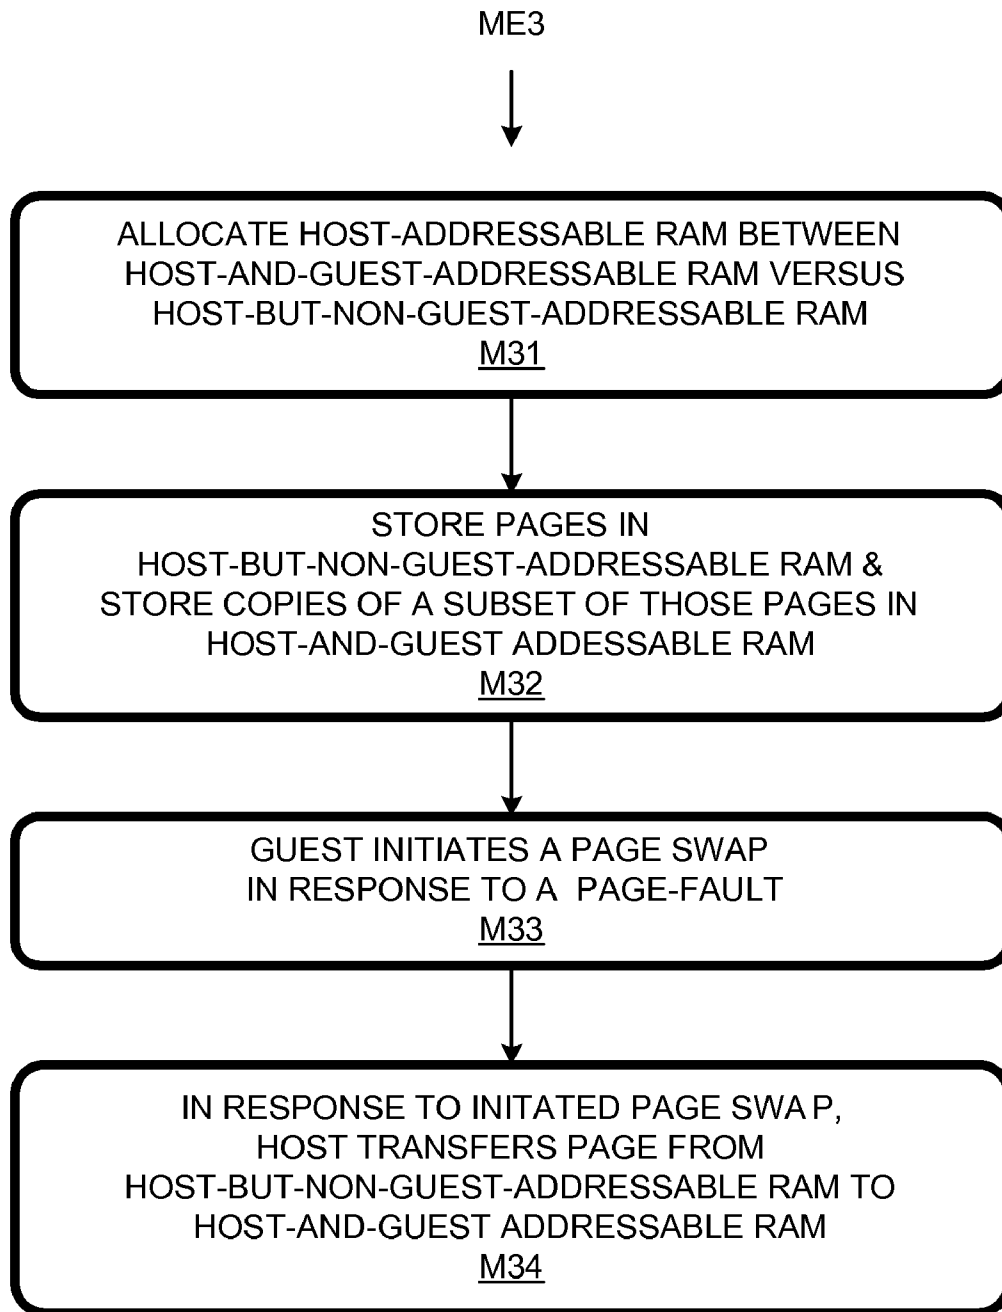 ME3
ALLOCATE HOST-ADDRESSABLE RAM BETWEEN
HOST-AND-GUEST-ADDRESSABLE RAM VERSUS
HOST-BUT-NON-GUEST-ADDRESSABLE RAM
M31
STORE PAGES IN
HOST-BUT-NON-GUEST-ADDRESSABLE RAM &
STORE COPIES OF A SUBSET OF THOSE PAGES IN
HOST-AND-GUEST ADDESSABLE RAM
M32
GUEST INITIATES A PAGE SWAP
IN RESPONSE TO A PAGE-FAULT
M33
IN RESPONSE TO INITATED PAGE SWAP,
HOST TRANSFERS PAGE FROM
HOST-BUT-NON-GUEST-ADDRESSABLE RAM TO
HOST-AND-GUEST ADDRESSABLE RAM
M34